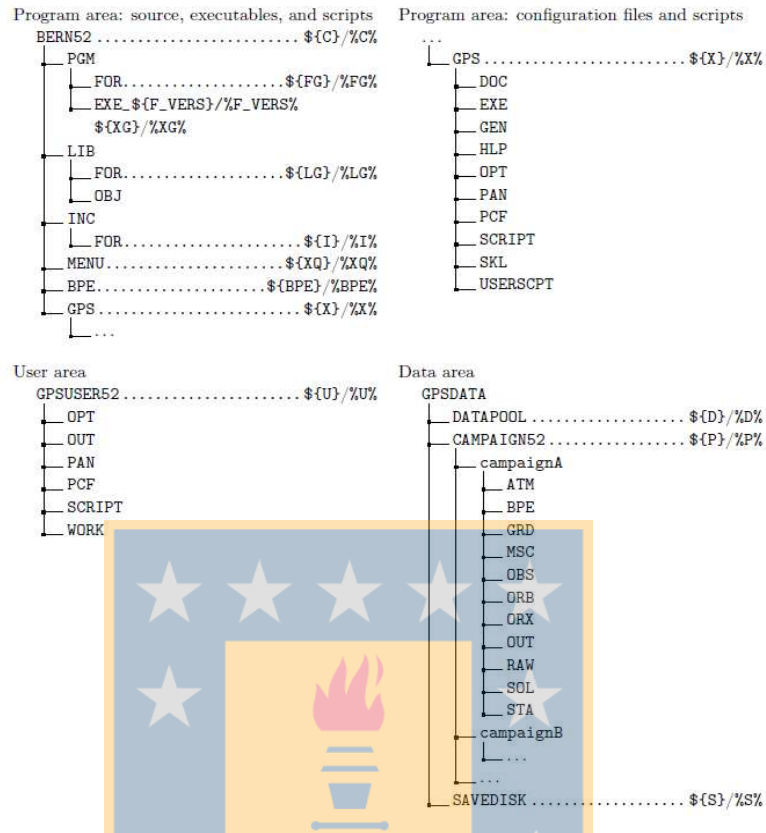 Program area: source, executables, and scripts
BERN52 ........................ ${C}/%C%
PGM
FOR.................${FG}/%FG%
EXE_${F_VERS}/%F_VERS%
${XG}/%XG%
LIB
FOR...................${LG}/%LG%
OBJ
INC
FOR.....................${I}/%I%
MENU......................${XQ}/%XQ%
BPE....................${BPE}/%BPE%
GPS........................${X}/%X%
...
Program area: configuration files and scripts
...
GPS........................${X}/%X%
DOC
EXE
GEN
HLP
OPT
PAN
PCF
SCRIPT
SKL
USERSCPT
User area
GPSUSER52.....................${U}/%U%
OPT
OUT
PAN
PCF
SCRIPT
WORK
Data area
GPSDATA
DATAPOOL..................${D}/%D%
CAMPAIGN52................${P}/%P%
campaignA
ATM
BPE
GRD
MSC
OBS
ORB
ORX
OUT
RAW
SOL
STA
campaignB
...
...
SAVEDISK..................${S}/%S%